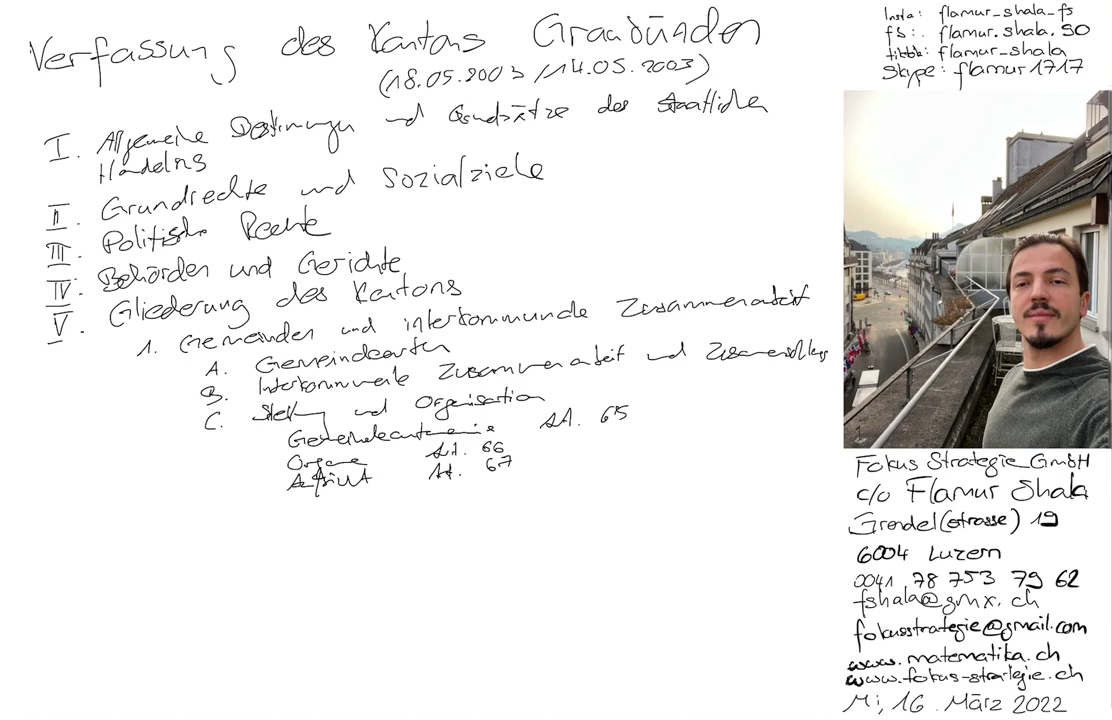 Verfassung des Kantons Graubünden
(18.05.2003 / 14.05.2003)
I. Allgemeine Bestimmungen und Grundsätze des staatlichen
Handelns
II. Grundrechte und Sozialziele
III. Politische Rechte
IV. Behörden und Gerichte
V. Gliederung des Kantons
1. Gemeinden und interkommunale Zusammenarbeit
A. Gemeindearten
B. Interkommunale Zusammenarbeit und Zusammenschluss
C. Stellung und Organisation
Gemeindeautonomie Art. 65
Organe Art. 66
Aufsicht Art. 67
Insta: flamur_shala_fs
fb: flamur.shala.50
tiktok: flamur_shala
Skype: flamur1717
Fokus Strategie GmbH
c/o Flamur Shala
Grendel(strasse) 19
6004 Luzern
0041 78 753 79 62
fshala@gmx.ch
fokusstrategie@gmail.com
www.matematika.ch
www.fokus-strategie.ch
Mi, 16. März 2022